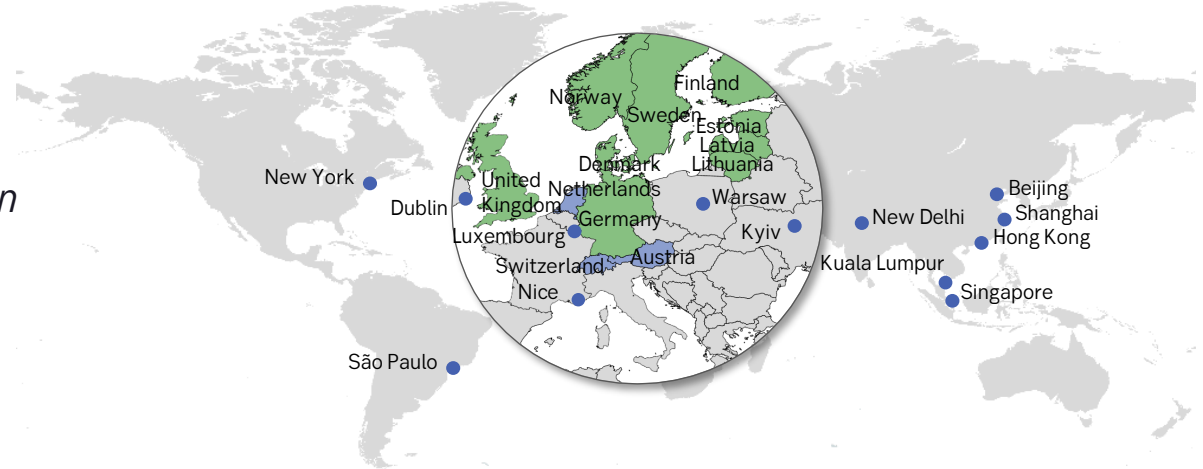 n
New York
Dublin
Norway
Finland
Sweden
Estonia
Latvia
Lithuania
Denmark
United
Kingdom
Netherlands
Germany
Luxembourg
Warsaw
Kyiv
Switzerland
Austria
Nice
São Paulo
New Delhi
Beijing
Shanghai
Hong Kong
Kuala Lumpur
Singapore